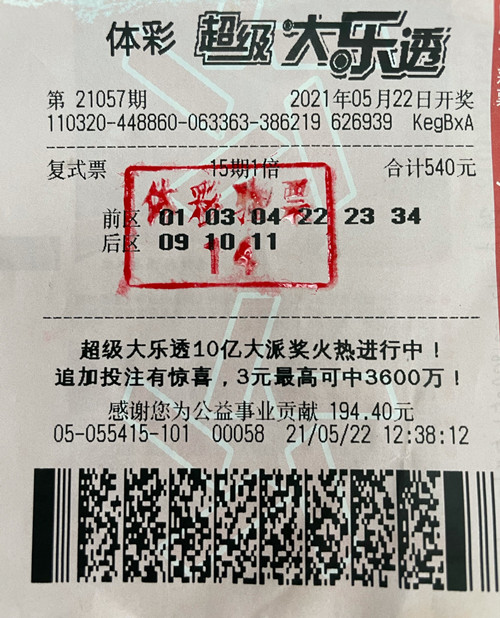 体彩 超级大乐透
第 21057期 2021年05月22日开奖
110320-448860-063363-386219 626939 KegBxA
复式票 15期1倍 合计540元
体彩
前区 01 03 04 22 23 34
后区 09 10 11
14
超级大乐透10亿大派奖火热进行中！
追加投注有惊喜，3元最高可中3600万！
感谢您为公益事业贡献 194.40元
05-055415-101 00058 21/05/22 12:38:12